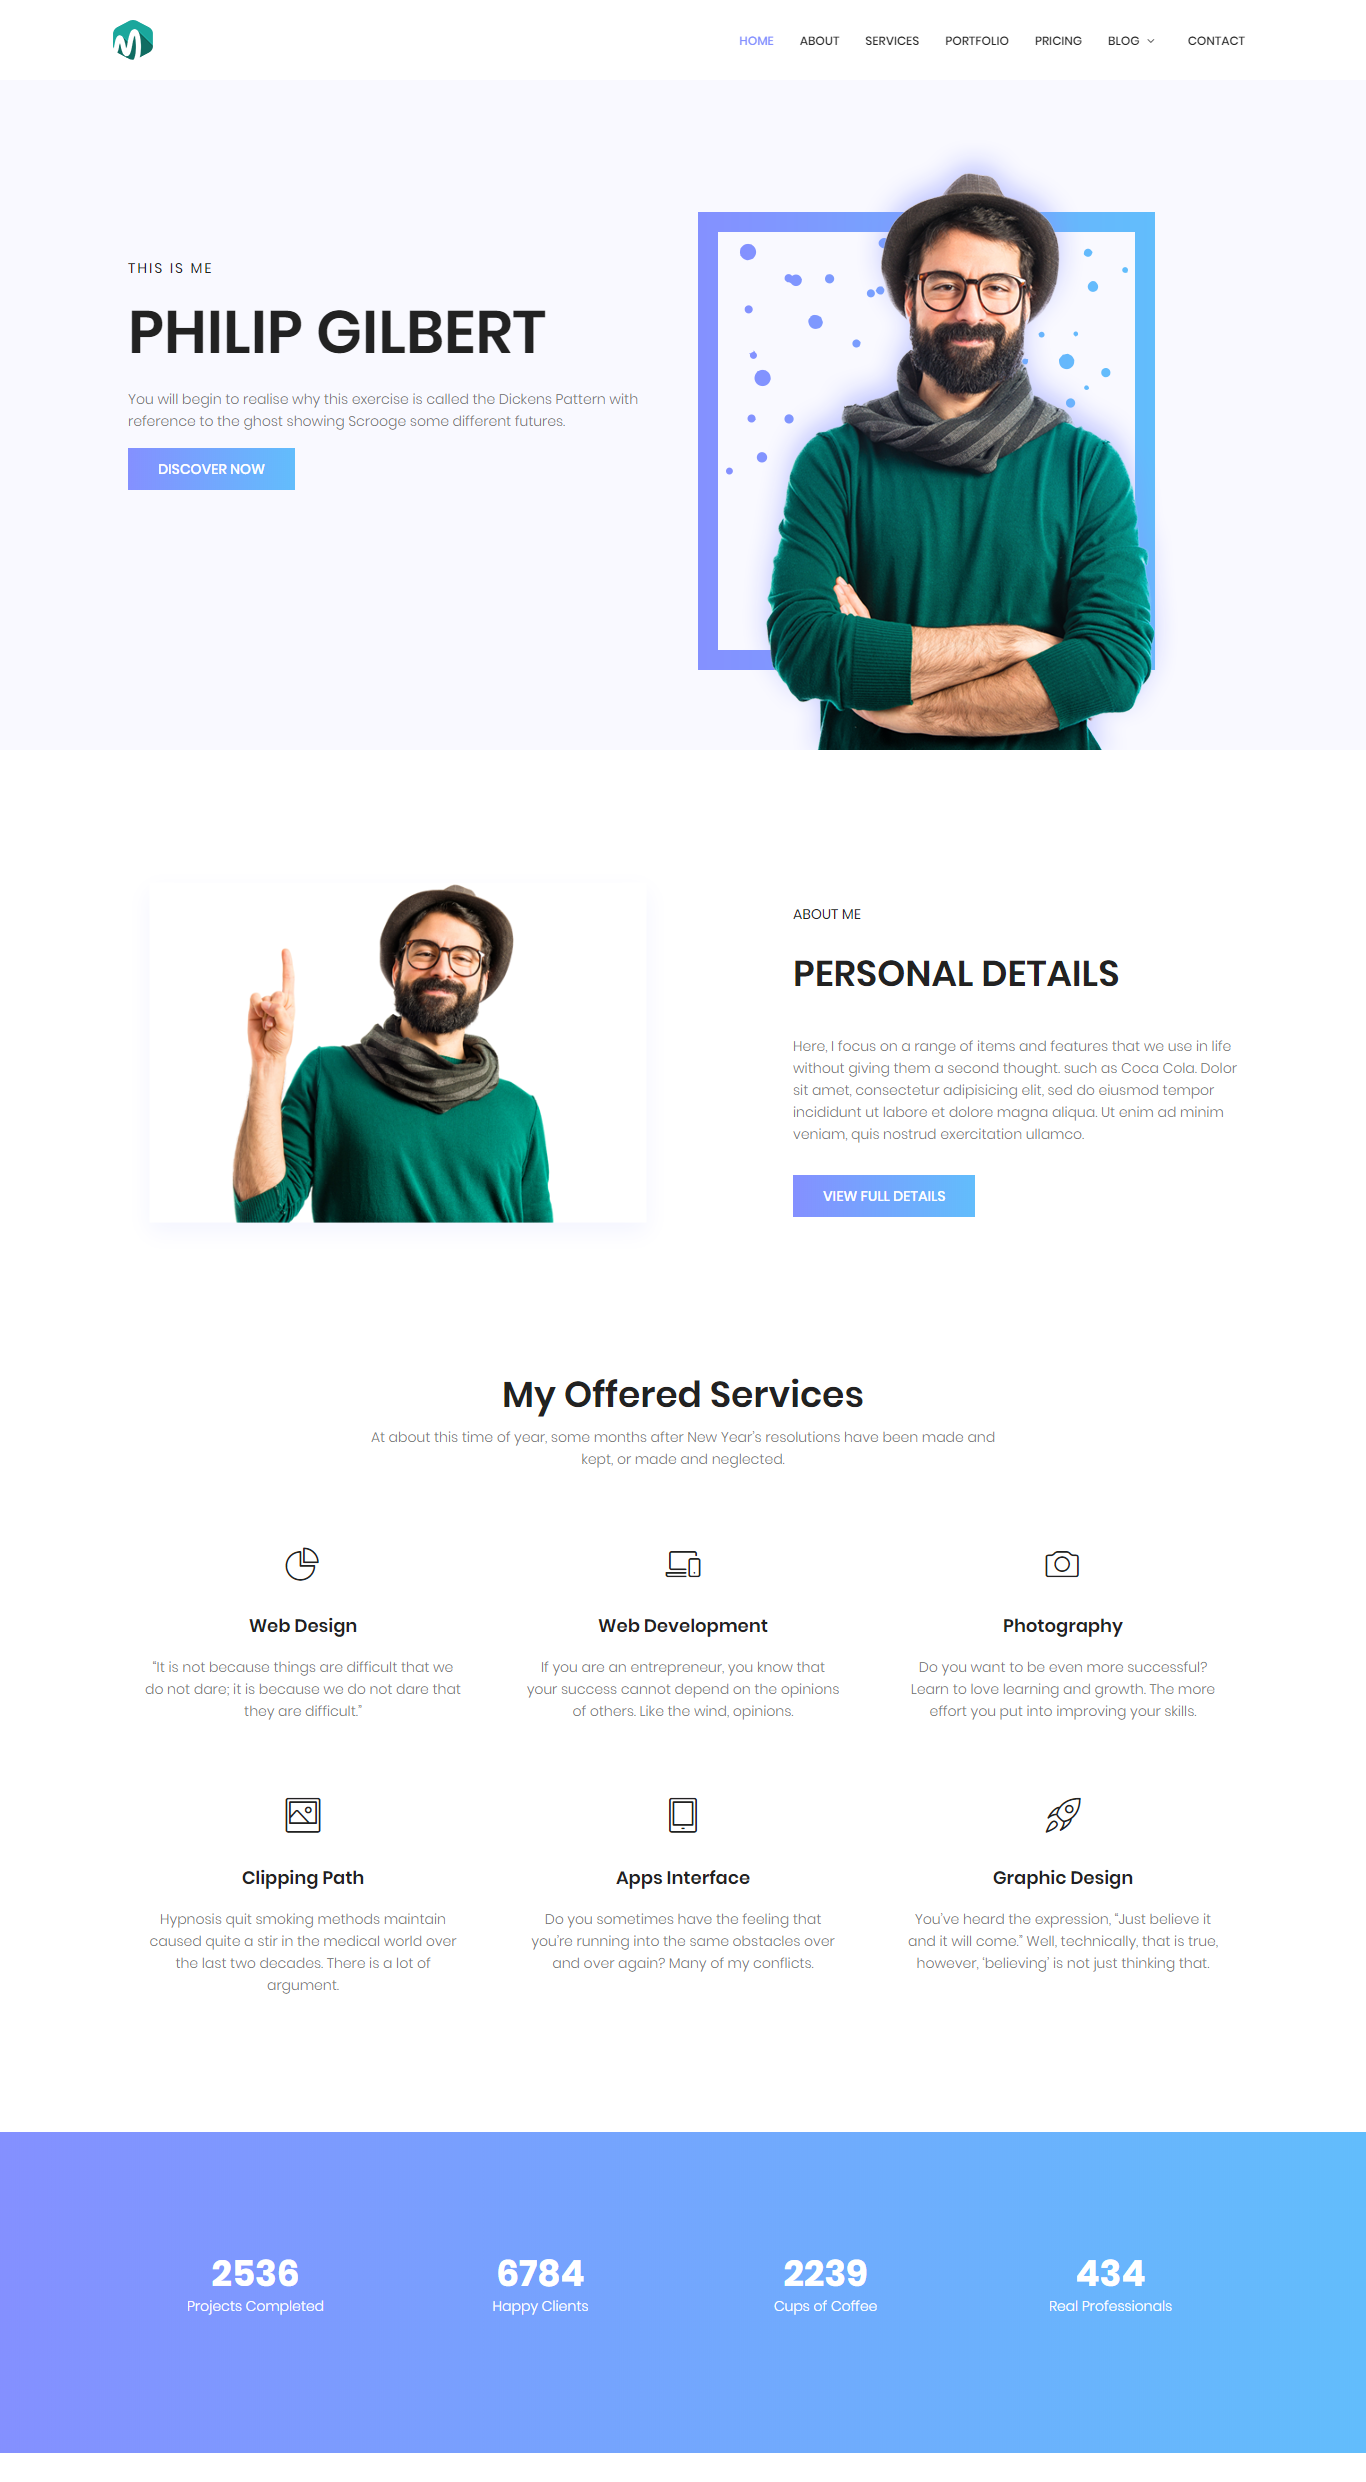 HOME ABOUT SERVICES PORTFOLIO PRICING BLOG CONTACT
THIS IS ME
PHILIP GILBERT
You will begin to realise why this exercise is called the Dickens Pattern with
reference to the ghost showing Scrooge some different futures.
DISCOVER NOW
ABOUT ME
PERSONAL DETAILS
Here, I focus on a range of items and features that we use in life
without giving them a second thought. such as Coca Cola. Dolor
sit amet, consectetur adipisicing elit, sed do eiusmod tempor
incididunt ut labore et dolore magna aliqua. Ut enim ad minim
veniam, quis nostrud exercitation ullamco.
VIEW FULL DETAILS
My Offered Services
At about this time of year, some months after New Year's resolutions have been made and
kept, or made and neglected.
Web Design
"It is not because things are difficult that we
do not dare; it is because we do not dare that
they are difficult."
Web Development
If you are an entrepreneur, you know that
your success cannot depend on the opinions
of others. Like the wind, opinions.
Photography
Do you want to be even more successful?
Learn to love learning and growth. The more
effort you put into improving your skills.
Clipping Path
Hypnosis quit smoking methods maintain
caused quite a stir in the medical world over
the last two decades. There is a lot of
argument.
Apps Interface
Do you sometimes have the feeling that
you're running into the same obstacles over
and over again? Many of my conflicts.
Graphic Design
You've heard the expression, "Just believe it
and it will come." Well, technically, that is true,
however, 'believing' is not just thinking that.
2536
Projects Completed
6784
Happy Clients
2239
Cups of Coffee
434
Real Professionals